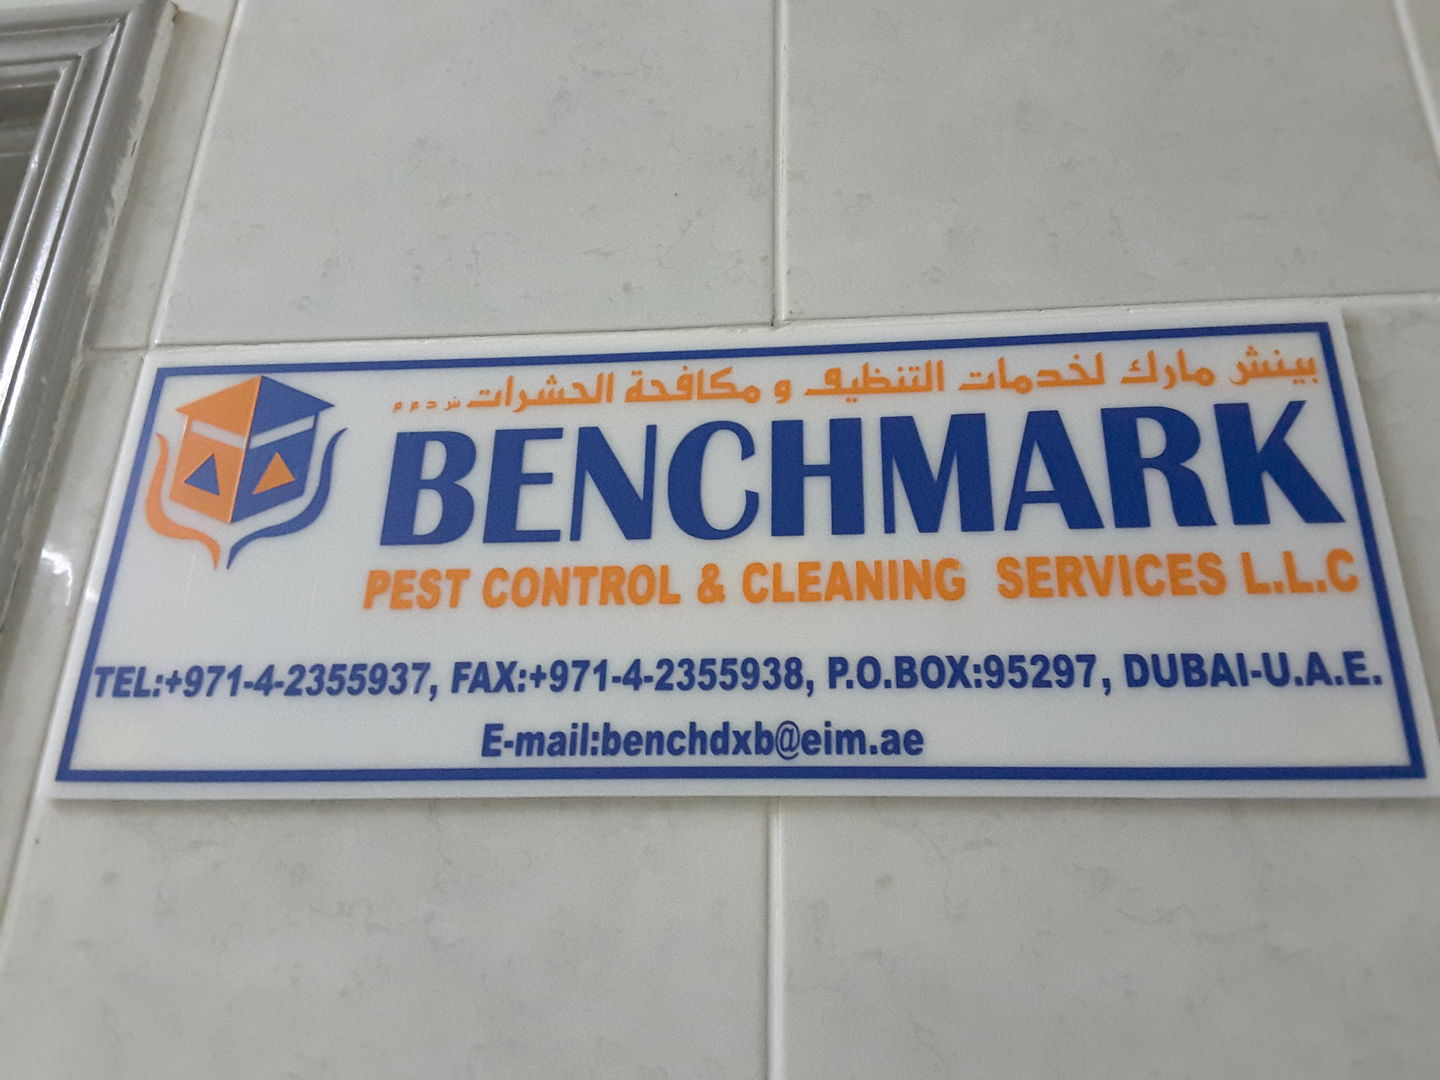 بينش مارك لخدمات التنظيف و مكافحة الحشرات ش ذ م م
BENCHMARK
PEST CONTROL & CLEANING SERVICES L.L.C
TEL:+971-4-2355937, FAX:+971-4-2355938, P.O.BOX:95297, DUBAI-U.A.E.
E-mail:benchdxb@eim.ae